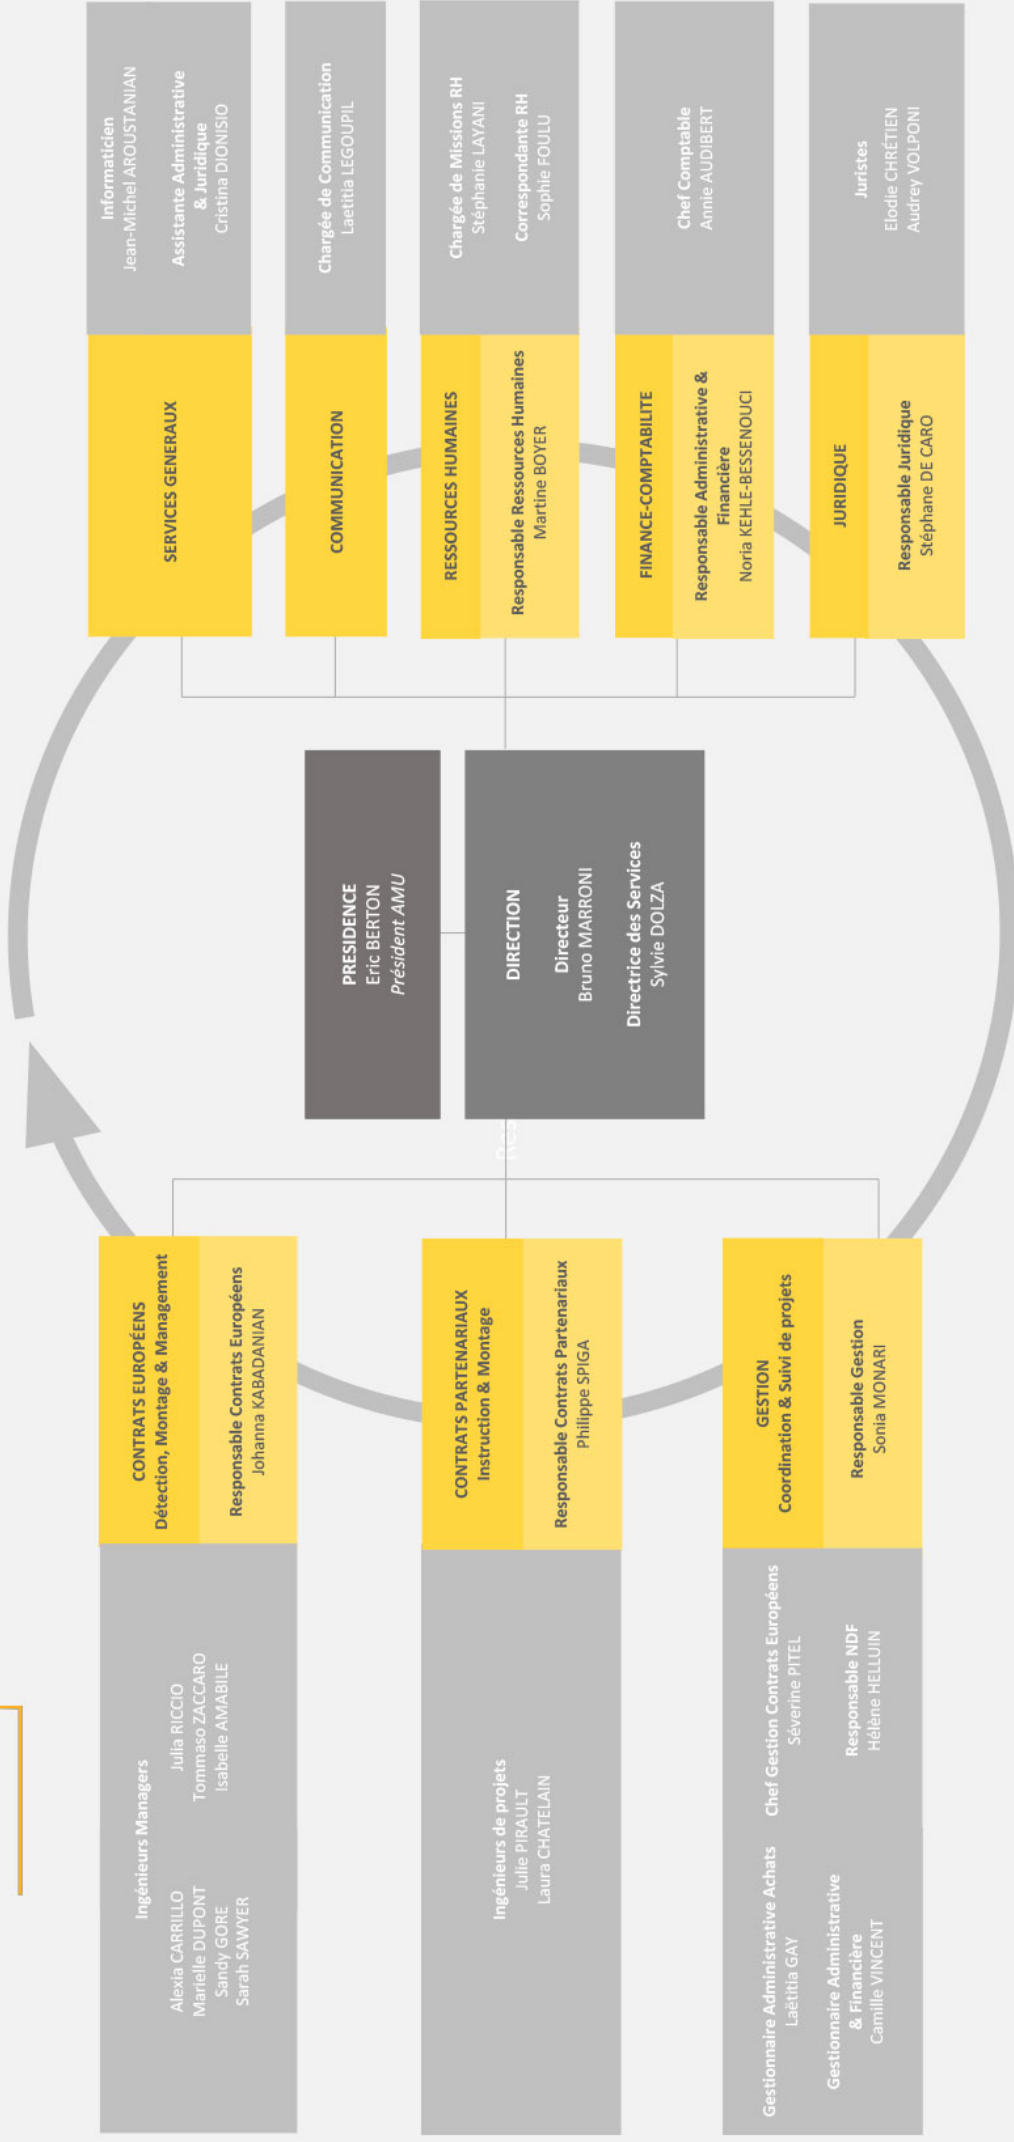 CONTRATS EUROPÉENS
Détection, Montage & Management
Responsable Contrats Européens
Johanna KABADANIAN
Ingénieurs Managers
Alexia CARRILLO
Marielle DUPONT
Sandy GORE
Sarah SAWYER
Julia RICCIO
Tommaso ZACCARO
Isabelle AMABILE
CONTRATS PARTENARIAUX
Instruction & Montage
Responsable Contrats Partenariaux
Philippe SPIGA
Ingénieurs de projets
Julie PIRAULT
Laura CHATELAIN
GESTION
Coordination & Suivi de projets
Responsable Gestion
Sonia MONARI
Gestionnaire Administrative Achats
Laëtitia GAY
Gestionnaire Administrative
& Financière
Camille VINCENT
Chef Gestion Contrats Européens
Séverine PITEL
Responsable NDF
Hélène HELLUIN
PRESIDENCE
Eric BERTON
Président AMU
DIRECTION
Directeur
Bruno MARRONI
Directrice des Services
Sylvie DOLZA
Res
SERVICES GENERAUX
Informaticien
Jean-Michel AROUSTANIAN
Assistante Administrative
& Juridique
Cristina DIONISIO
COMMUNICATION
Chargée de Communication
Laetitia LEGOUPIL
RESSOURCES HUMAINES
Responsable Ressources Humaines
Martine BOYER
Chargée de Missions RH
Stéphanie LAYANI
Correspondante RH
Sophie FOULU
FINANCE-COMPTABILITE
Responsable Administrative &
Financière
Noria KEHLE-BESSENOUCI
Chef Comptable
Annie AUDIBERT
JURIDIQUE
Responsable Juridique
Stéphane DE CARO
Juristes
Elodie CHRÉTIEN
Audrey VOLPONI